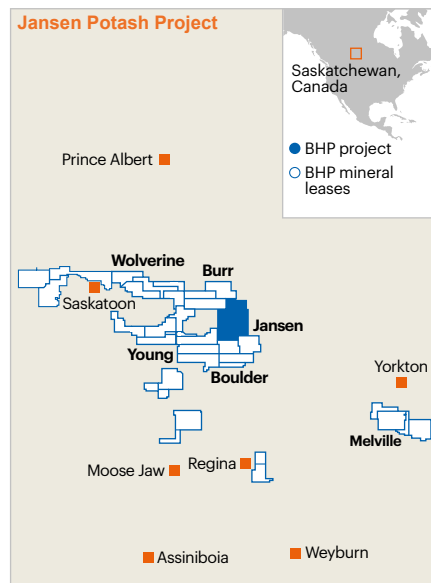 Jansen Potash Project
Saskatchewan,
Canada
BHP project
BHP mineral
leases
Prince Albert
Wolverine
Burr
Saskatoon
Jansen
Young
Boulder
Yorkton
Melville
Moose Jaw
Regina
Assiniboia
Weyburn